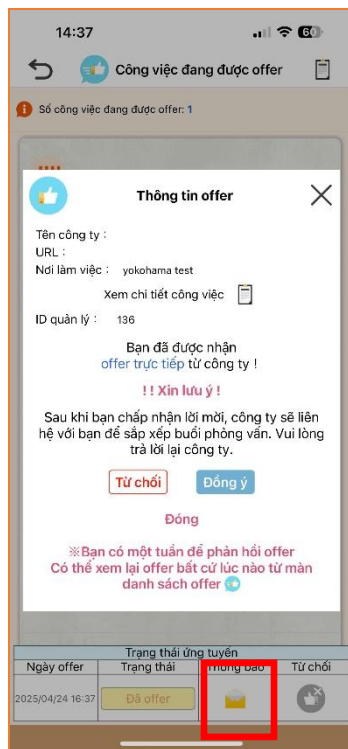 14:37
60
Công việc đang được offer
Số công việc đang được offer: 1
Thông tin offer
Tên công ty :
URL :
Nơi làm việc : yokohama test
Xem chi tiết công việc
ID quản lý : 136
Bạn đã được nhận
offer trực tiếp từ công ty !
!! Xin lưu ý !
Sau khi bạn chấp nhận lời mời, công ty sẽ liên
hệ với bạn để sắp xếp buổi phỏng vấn. Vui lòng
trả lời lại công ty.
Từ chối Đồng ý
Đóng
※Bạn có một tuần để phản hồi offer
Có thể xem lại offer bất cứ lúc nào từ màn
danh sách offer
Trạng thái ứng tuyển
Ngày offer Trạng thái Thông báo Từ chối
2025/04/24 16:37 Đã offer